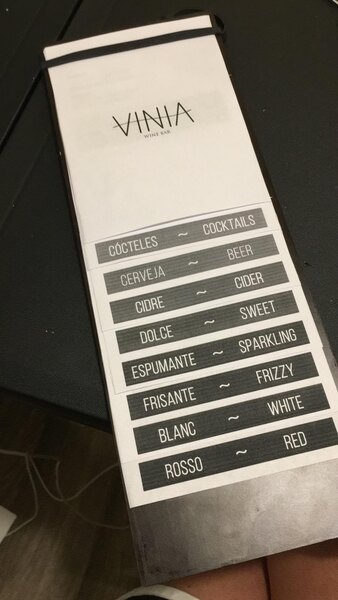 VINIA
WINE BAR
CÓCTELES ~ COCKTAILS
CERVEJA ~ BEER
CIDRE ~ CIDER
DOLCE ~ SWEET
ESPUMANTE ~ SPARKLING
FRISANTE ~ FRIZZY
BLANC ~ WHITE
ROSSO ~ RED